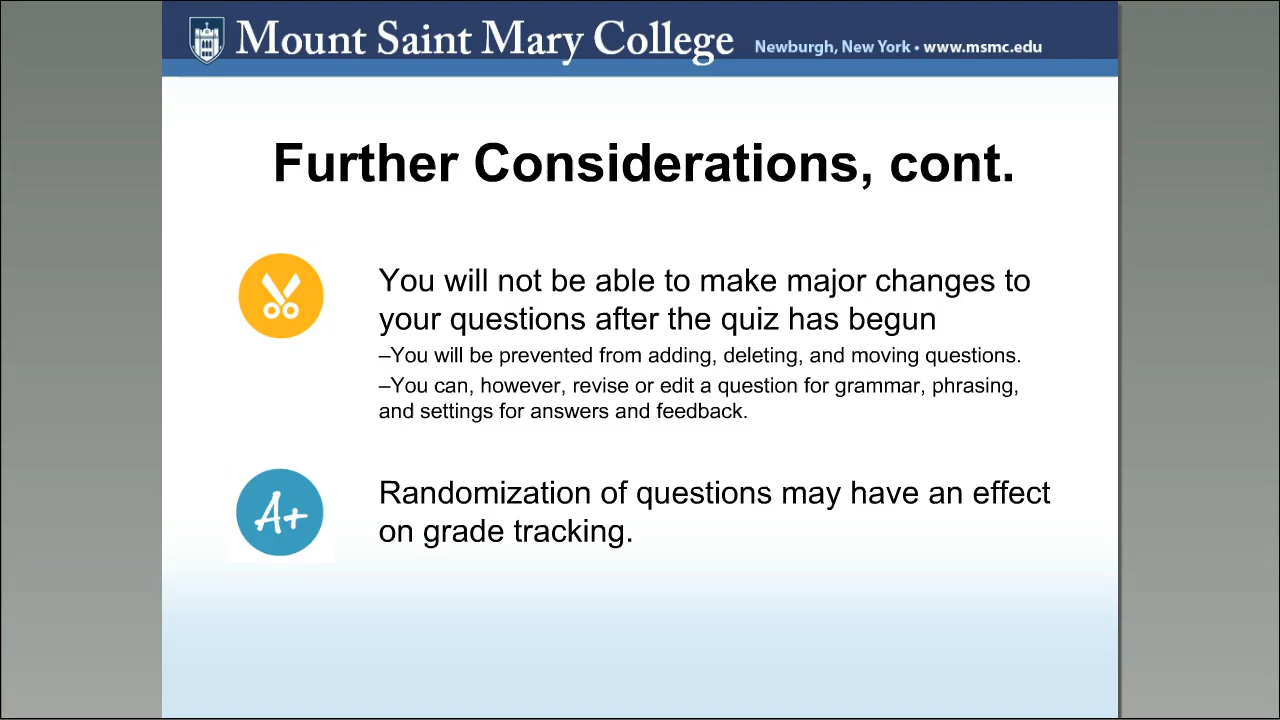 Mount Saint Mary College Newburgh, New York • www.msmc.edu
Further Considerations, cont.
You will not be able to make major changes to
your questions after the quiz has begun
–You will be prevented from adding, deleting, and moving questions.
–You can, however, revise or edit a question for grammar, phrasing,
and settings for answers and feedback.
A+
Randomization of questions may have an effect
on grade tracking.